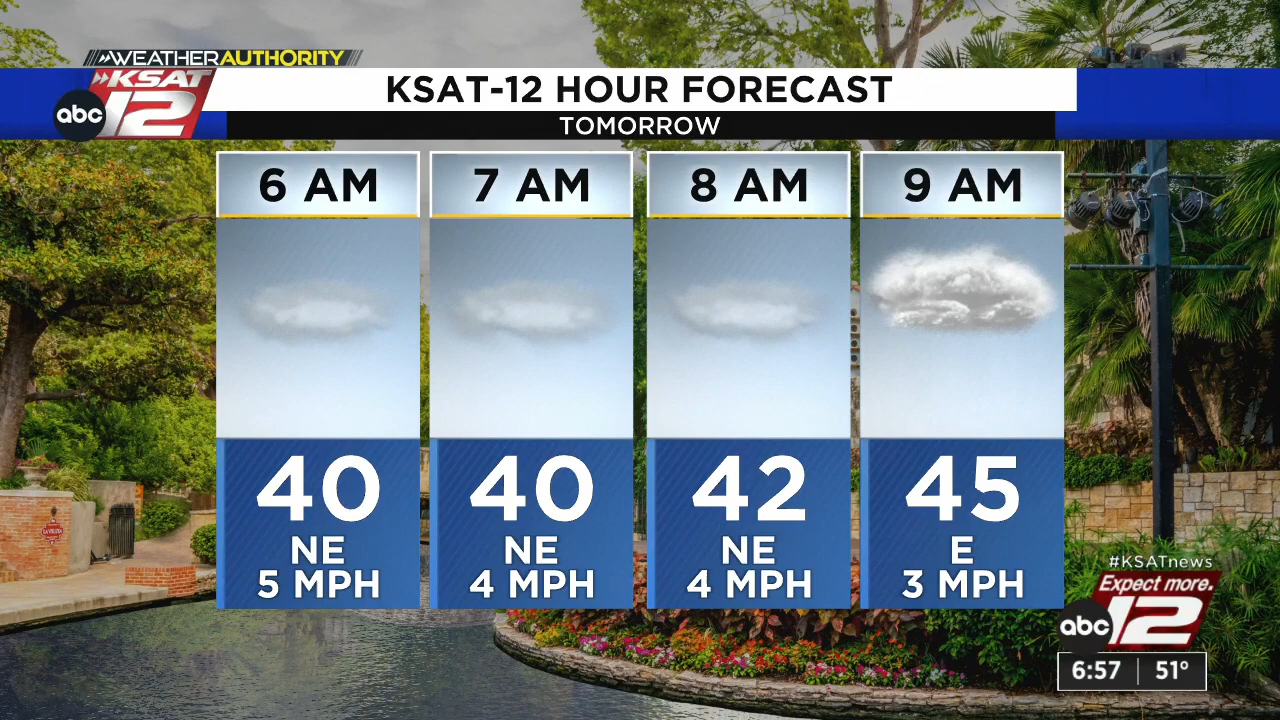 WEATHERAUTHORITY
KSAT
abc 12
KSAT-12 HOUR FORECAST
TOMORROW
6 AM
7 AM
8 AM
9 AM
40
NE
5 MPH
40
NE
4 MPH
42
NE
4 MPH
45
E
3 MPH
#KSATnews
Expect more.
abc 12
6:57 51°